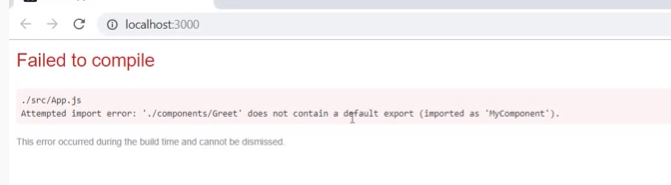 localhost:3000
Failed to compile
./src/App.js
Attempted import error: './components/Greet' does not contain a default export (imported as 'MyComponent').
This error occurred during the build time and cannot be dismissed.